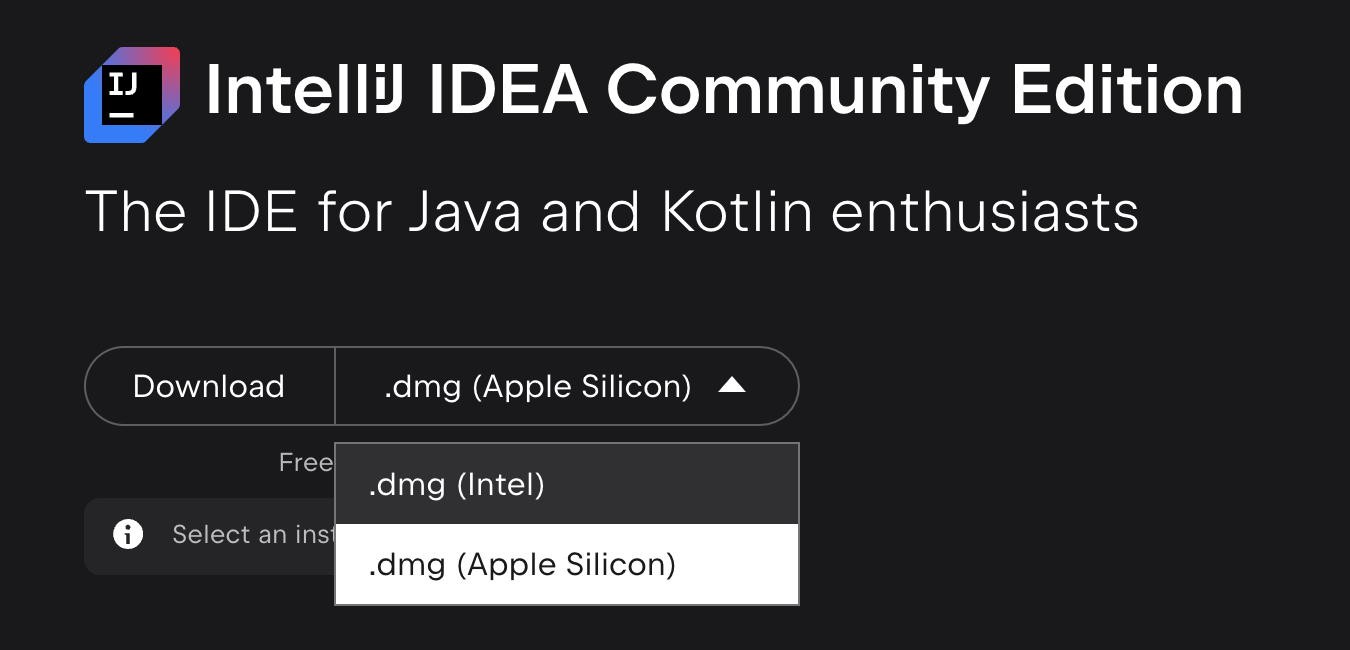 IJ
IntelliJ IDEA Community Edition
The IDE for Java and Kotlin enthusiasts
Download
.dmg (Apple Silicon)
Free
.dmg (Intel)
Select an inst
.dmg (Apple Silicon)